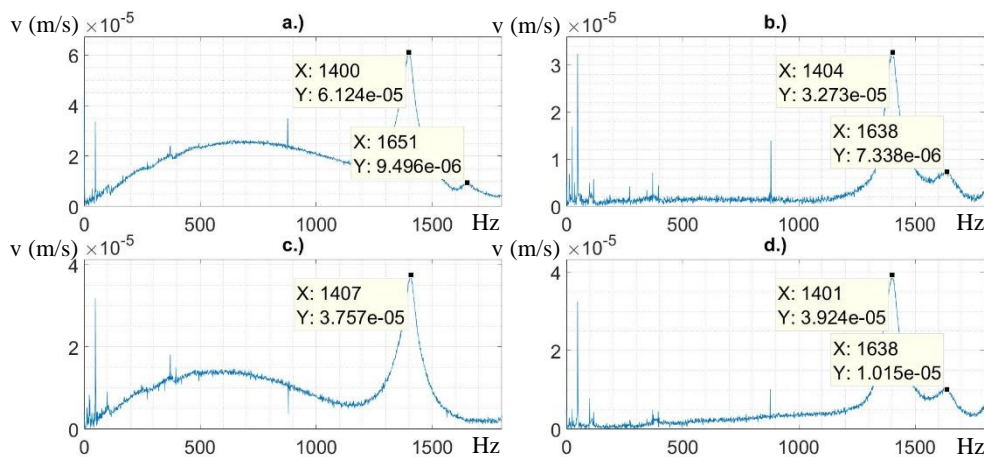 v (m/s) ×10⁻⁵ a.)
6
4
2
0
X: 1400
Y: 6.124e-05
X: 1651
Y: 9.496e-06
0 500 1000 1500 Hz
v (m/s) ×10⁻⁵ b.)
3
2
1
0
X: 1404
Y: 3.273e-05
X: 1638
Y: 7.338e-06
0 500 1000 1500 Hz
v (m/s) ×10⁻⁵ c.)
4
2
0
X: 1407
Y: 3.757e-05
0 500 1000 1500 Hz
v (m/s) ×10⁻⁵ d.)
4
2
0
X: 1401
Y: 3.924e-05
X: 1638
Y: 1.015e-05
0 500 1000 1500 Hz